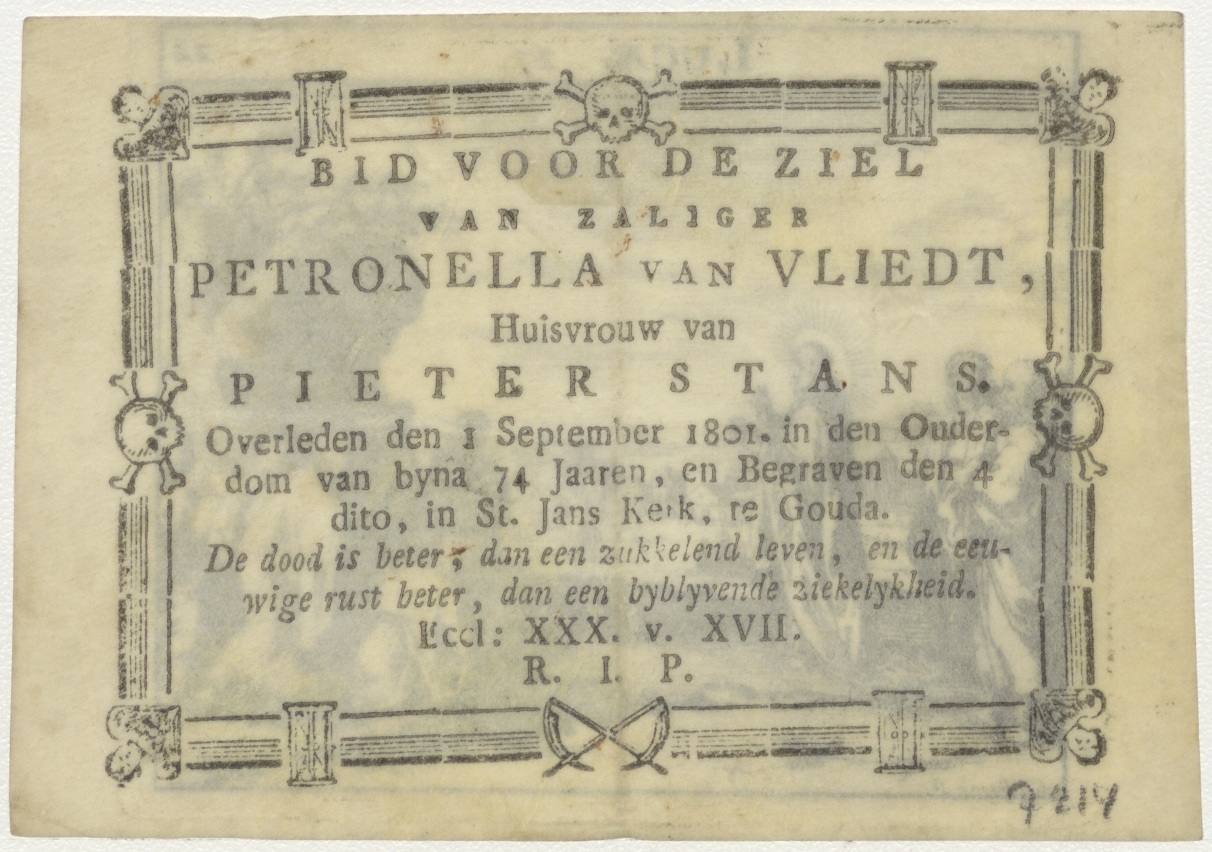 BID VOOR DE ZIEL
VAN ZALIGER
PETRONELLA VAN VLIEDT,
Huisvrouw van
PIETER STANS.
Overleden den 1 September 1801. in den Ouder-
dom van byna 74 Jaaren, en Begraven den 4
dito, in St. Jans Kerk, te Gouda.
De dood is beter, dan een zukkelend leven, en de eeu-
wige rust beter, dan een byblyvende ziekelykheid.
Eccl: XXX. v. XVII.
R. I. P.